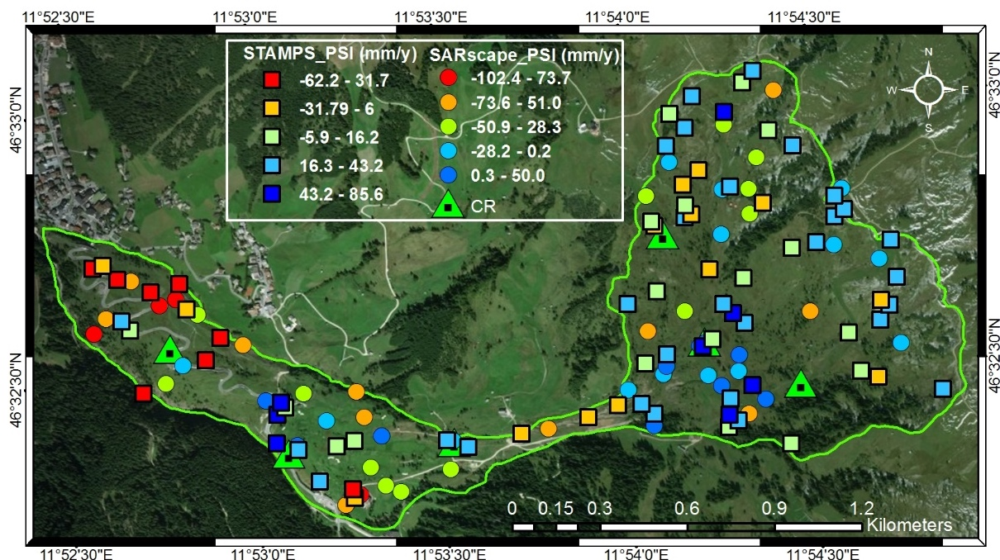 11°52'30"E 11°53'0"E 11°53'30"E 11°54'0"E 11°54'30"E
STAMPS_PSI (mm/y) SARscape_PSI (mm/y)
-62.2 - 31.7 -102.4 - 73.7
-31.79 - 6 -73.6 - 51.0
-5.9 - 16.2 -50.9 - 28.3
16.3 - 43.2 -28.2 - 0.2
43.2 - 85.6 0.3 - 50.0
CR
N
W E
S
46°33'0"N 46°33'0"N
46°32'30"N 46°32'30"N
0 0.15 0.3 0.6 0.9 1.2
Kilometers
11°52'30"E 11°53'0"E 11°53'30"E 11°54'0"E 11°54'30"E